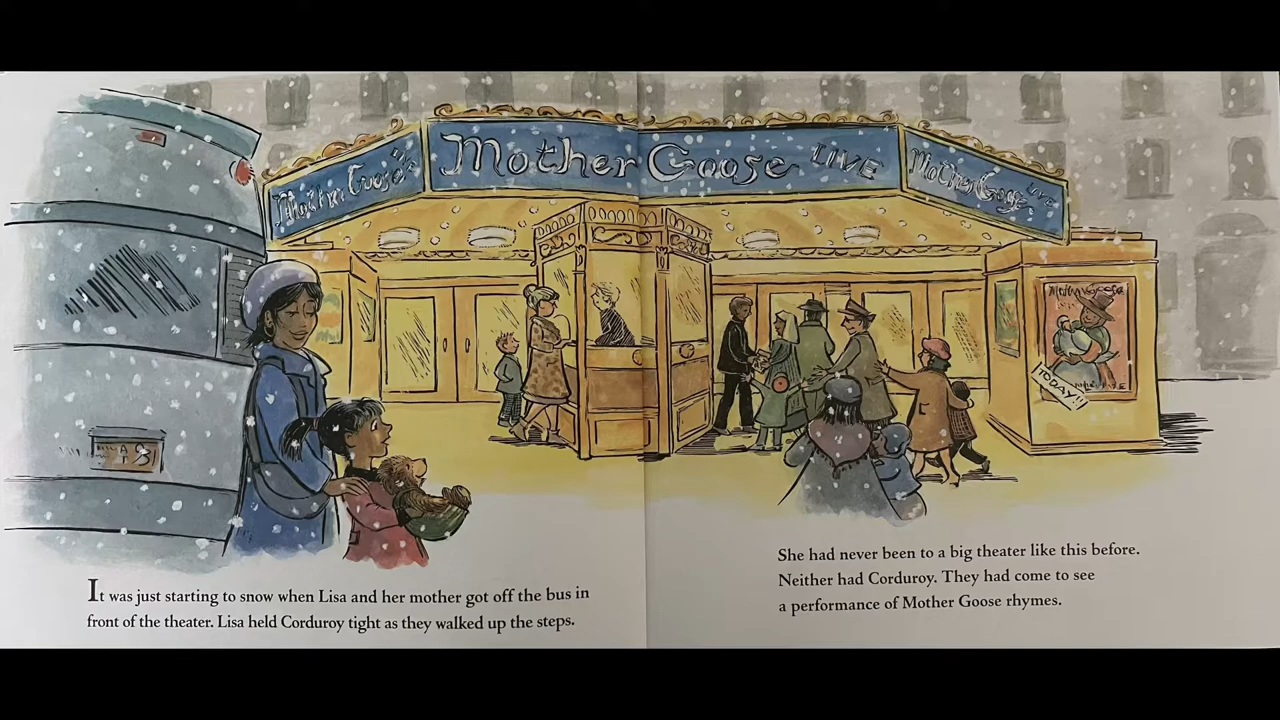 Mother Goose LIVE
Mother Goose LIVE
Mother Goose LIVE
Mother Goose
TODAY!!
It was just starting to snow when Lisa and her mother got off the bus in
front of the theater. Lisa held Corduroy tight as they walked up the steps.
She had never been to a big theater like this before.
Neither had Corduroy. They had come to see
a performance of Mother Goose rhymes.